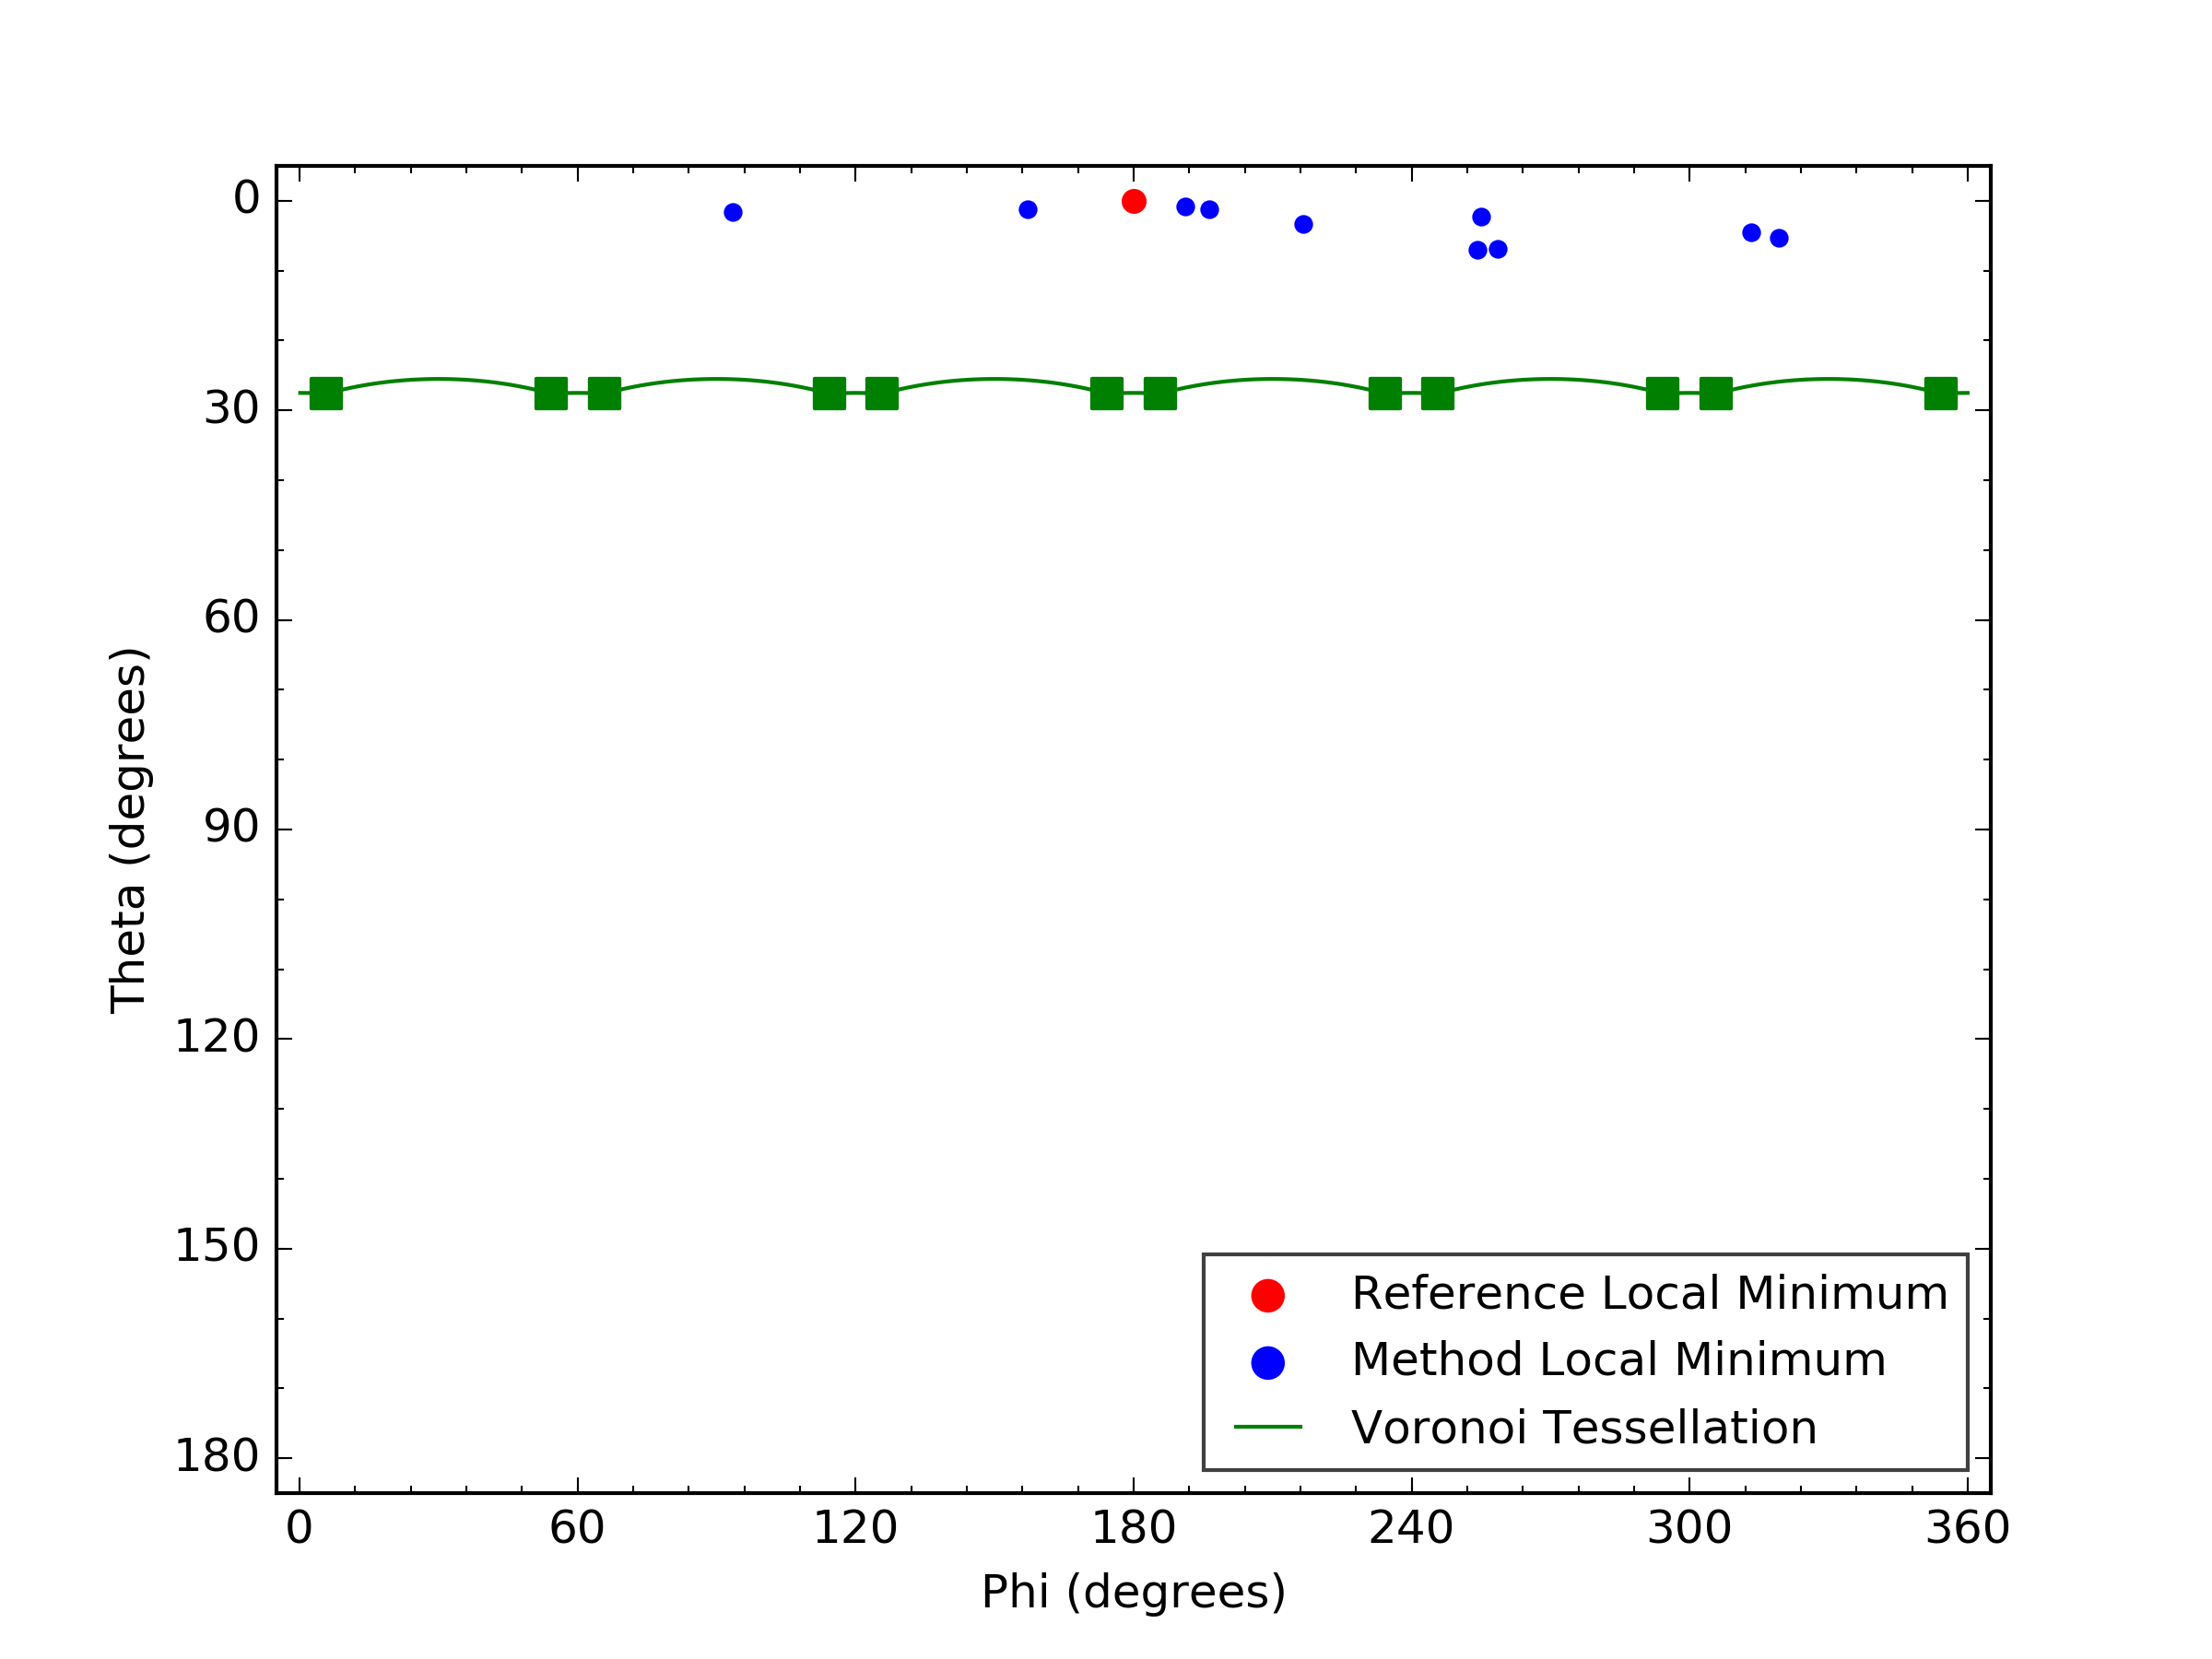 0
30
60
90
120
150
180
Theta (degrees)
Reference Local Minimum
Method Local Minimum
Voronoi Tessellation
0 60 120 180 240 300 360
Phi (degrees)